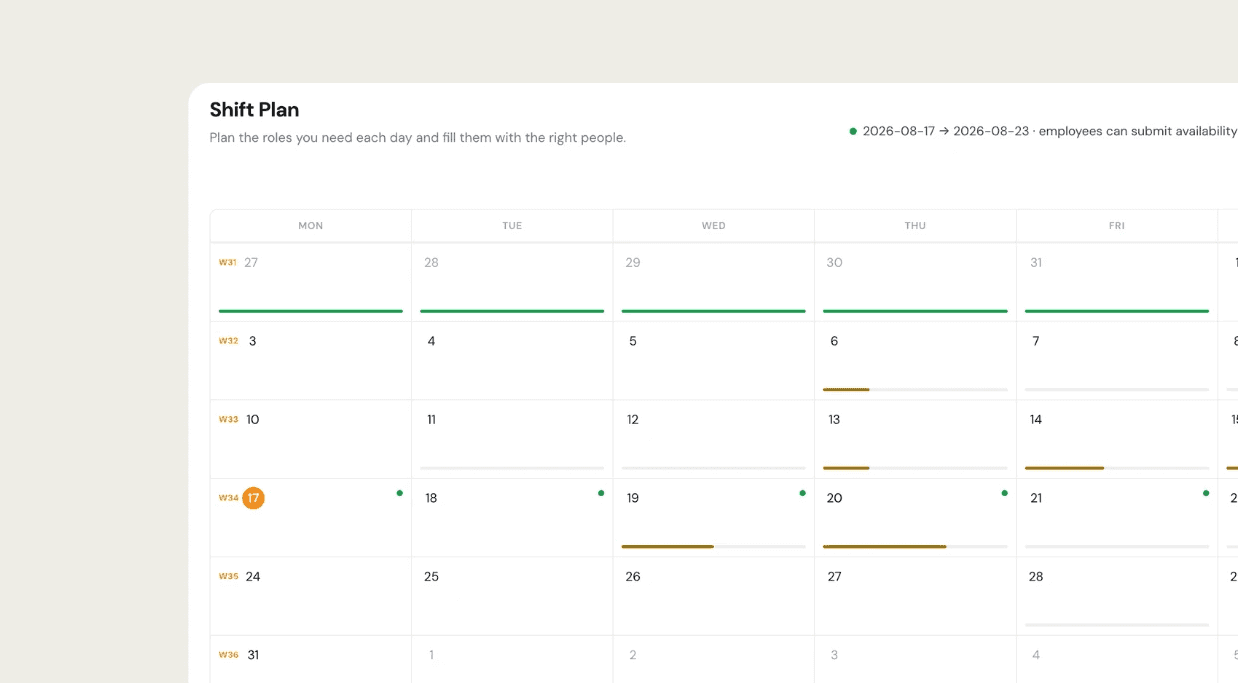 Shift Plan
Plan the roles you need each day and fill them with the right people.
2026-08-17 → 2026-08-23 · employees can submit availability
MON TUE WED THU FRI
W31 27 28 29 30 31
W32 3 4 5 6 7
W33 10 11 12 13 14
W34 17 18 19 20 21
W35 24 25 26 27 28
W36 31 1 2 3 4